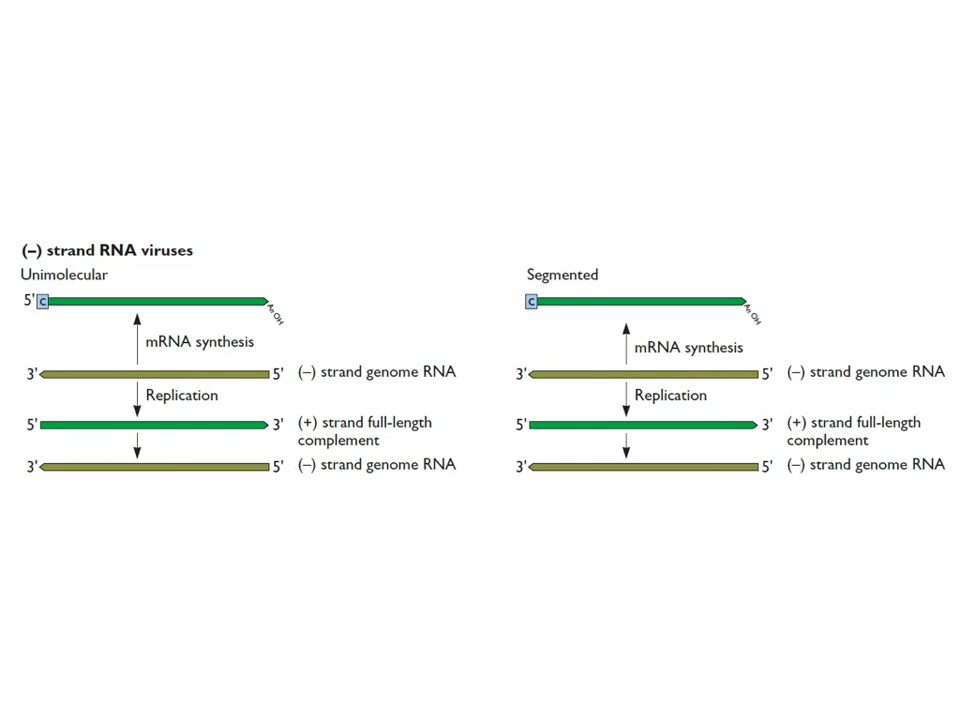 (–) strand RNA viruses
Unimolecular
5' C
An OH
mRNA synthesis
3' 5' (–) strand genome RNA
Replication
5' 3' (+) strand full-length
complement
3' 5' (–) strand genome RNA
Segmented
C
An OH
mRNA synthesis
3' 5' (–) strand genome RNA
Replication
5' 3' (+) strand full-length
complement
3' 5' (–) strand genome RNA